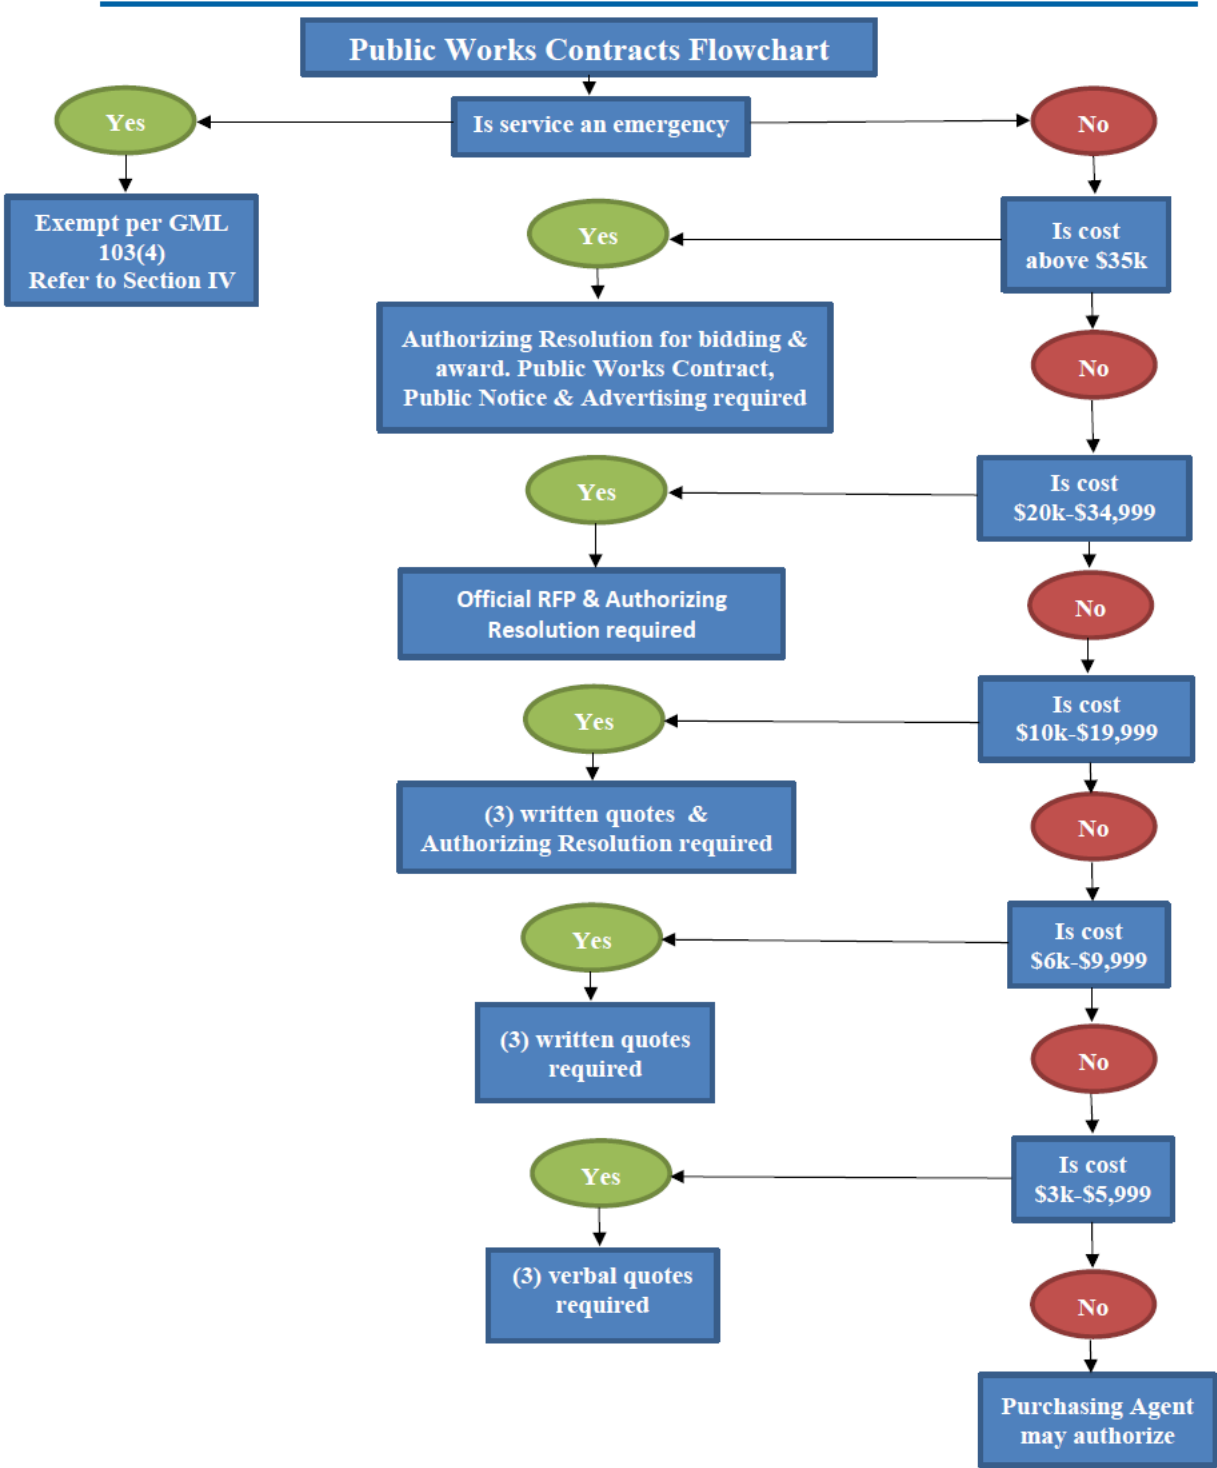 Public Works Contracts Flowchart
Yes
Is service an emergency
No
Exempt per GML
103(4)
Refer to Section IV
Yes
Is cost
above $35k
Authorizing Resolution for bidding &
award. Public Works Contract,
Public Notice & Advertising required
No
Yes
Is cost
$20k-$34,999
Official RFP & Authorizing
Resolution required
No
Yes
Is cost
$10k-$19,999
(3) written quotes &
Authorizing Resolution required
No
Yes
Is cost
$6k-$9,999
(3) written quotes
required
No
Yes
Is cost
$3k-$5,999
(3) verbal quotes
required
No
Purchasing Agent
may authorize